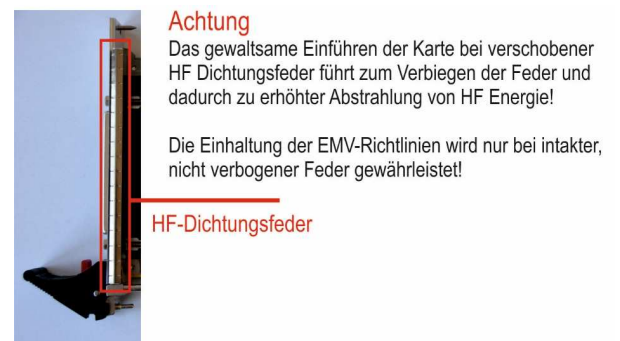 Achtung
Das gewaltsame Einführen der Karte bei verschobener
HF Dichtungsfeder führt zum Verbiegen der Feder und
dadurch zu erhöhter Abstrahlung von HF Energie!
Die Einhaltung der EMV-Richtlinien wird nur bei intakter,
nicht verbogener Feder gewährleistet!
HF-Dichtungsfeder